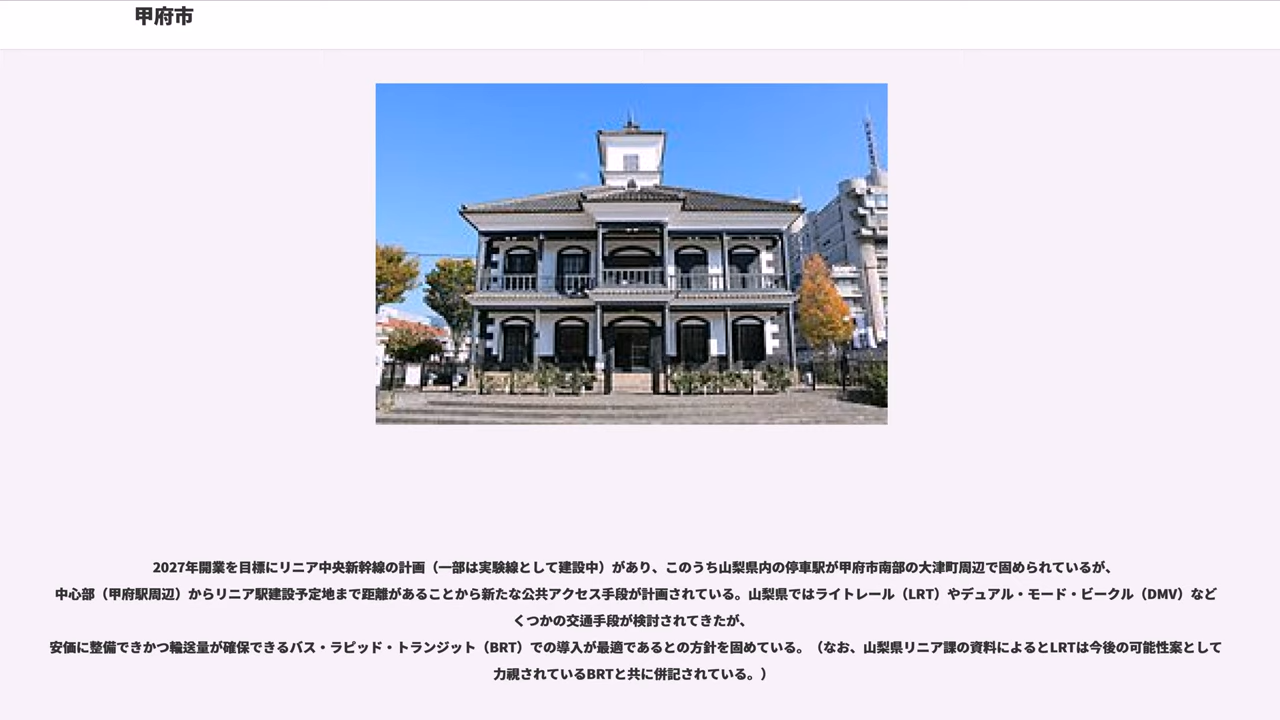 甲府市
2027年開業を目標にリニア中央新幹線の計画（一部は実験線として建設中）があり、このうち山梨県内の停車駅が甲府市南部の大津町周辺で固められているが、
中心部（甲府駅周辺）からリニア駅建設予定地まで距離があることから新たな公共アクセス手段が計画されている。山梨県ではライトレール（LRT）やデュアル・モード・ビークル（DMV）など
くつかの交通手段が検討されてきたが、
安価に整備できかつ輸送量が確保できるバス・ラピッド・トランジット（BRT）での導入が最適であるとの方針を固めている。（なお、山梨県リニア課の資料によるとLRTは今後の可能性案として
力視されているBRTと共に併記されている。）